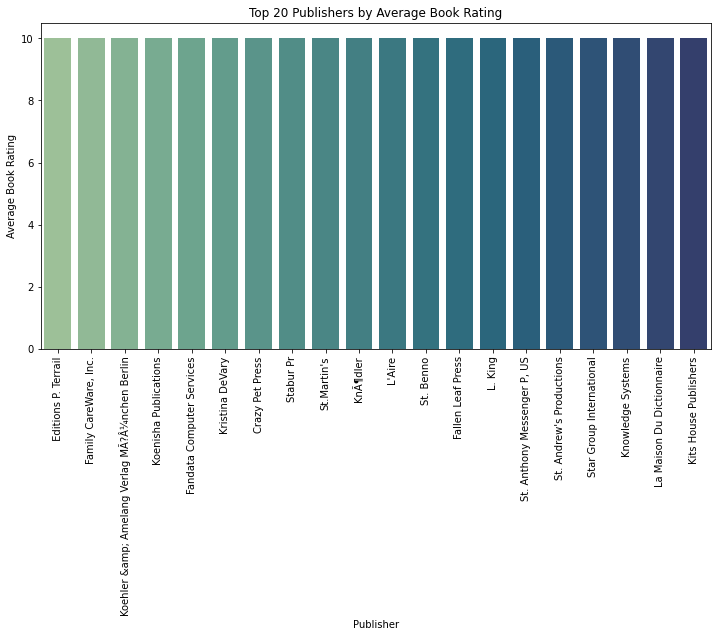 Top 20 Publishers by Average Book Rating
10
8
6
4
2
0
Average Book Rating
Editions P. Terrail
Family CareWare, Inc.
Koehler &amp; Amelang Verlag MÃ?Â¼nchen Berlin
Koenisha Publications
Fandata Computer Services
Kristina DeVary
Crazy Pet Press
Stabur Pr
St.Martin's
KnÃ¶dler
L'Aire
St. Benno
Fallen Leaf Press
L. King
St. Anthony Messenger P, US
St. Andrew's Productions
Star Group International
Knowledge Systems
La Maison Du Dictionnaire
Kits House Publishers
Publisher